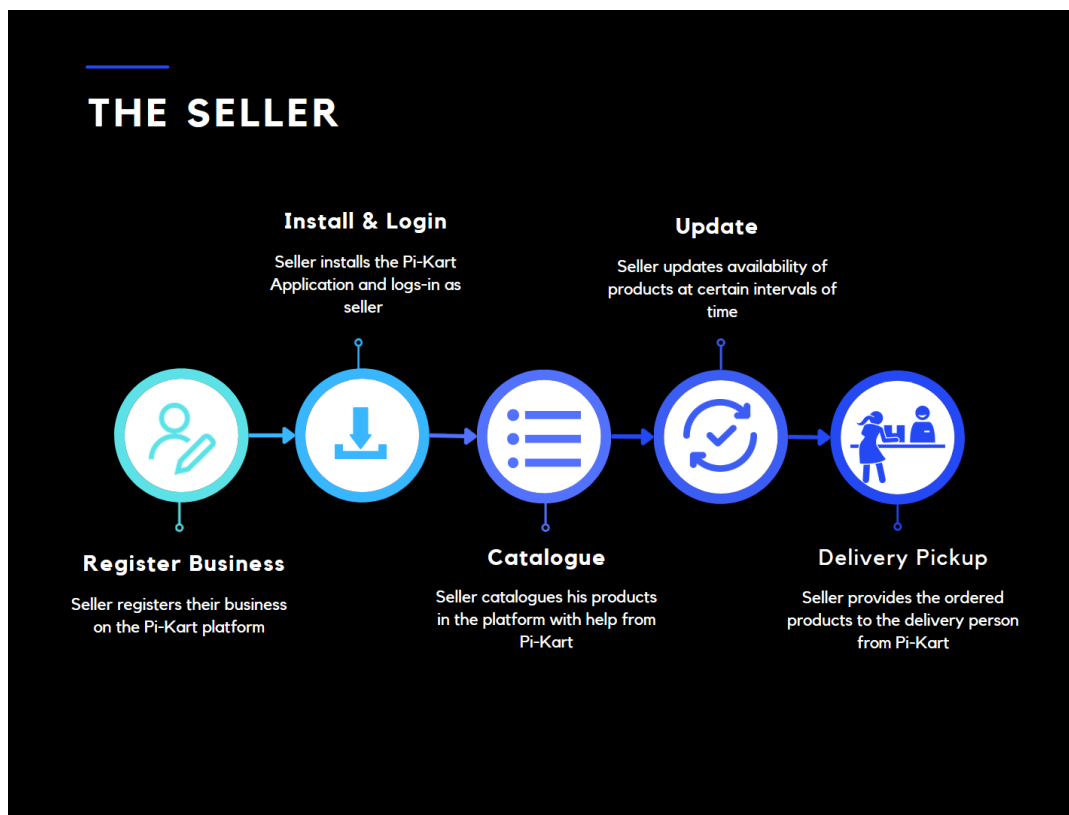 THE SELLER
Install & Login
Seller installs the Pi-Kart
Application and logs-in as
seller
Update
Seller updates availability of
products at certain intervals of
time
Register Business
Seller registers their business
on the Pi-Kart platform
Catalogue
Seller catalogues his products
in the platform with help from
Pi-Kart
Delivery Pickup
Seller provides the ordered
products to the delivery person
from Pi-Kart